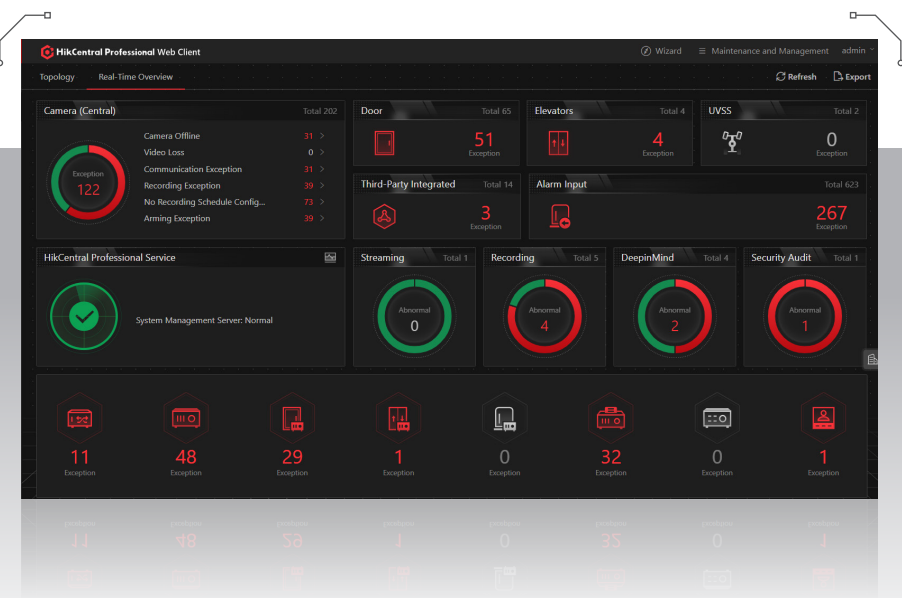 HikCentral Professional Web Client
Wizard
Maintenance and Management
admin
Topology
Real-Time Overview
Refresh
Export
Camera (Central)
Total 202
Exception
122
Camera Offline 31 >
Video Loss 0 >
Communication Exception 31 >
Recording Exception 39 >
No Recording Schedule Config... 73 >
Arming Exception 39 >
Door
Total 65
51
Exception
Elevators
Total 4
4
Exception
UVSS
Total 2
0
Exception
Third-Party Integrated
Total 14
3
Exception
Alarm Input
Total 623
267
Exception
HikCentral Professional Service
System Management Server: Normal
Streaming
Total 1
Abnormal
0
Recording
Total 5
Abnormal
4
DeepinMind
Total 4
Abnormal
2
Security Audit
Total 1
Abnormal
1
11
Exception
48
Exception
29
Exception
1
Exception
0
Exception
32
Exception
0
Exception
1
Exception